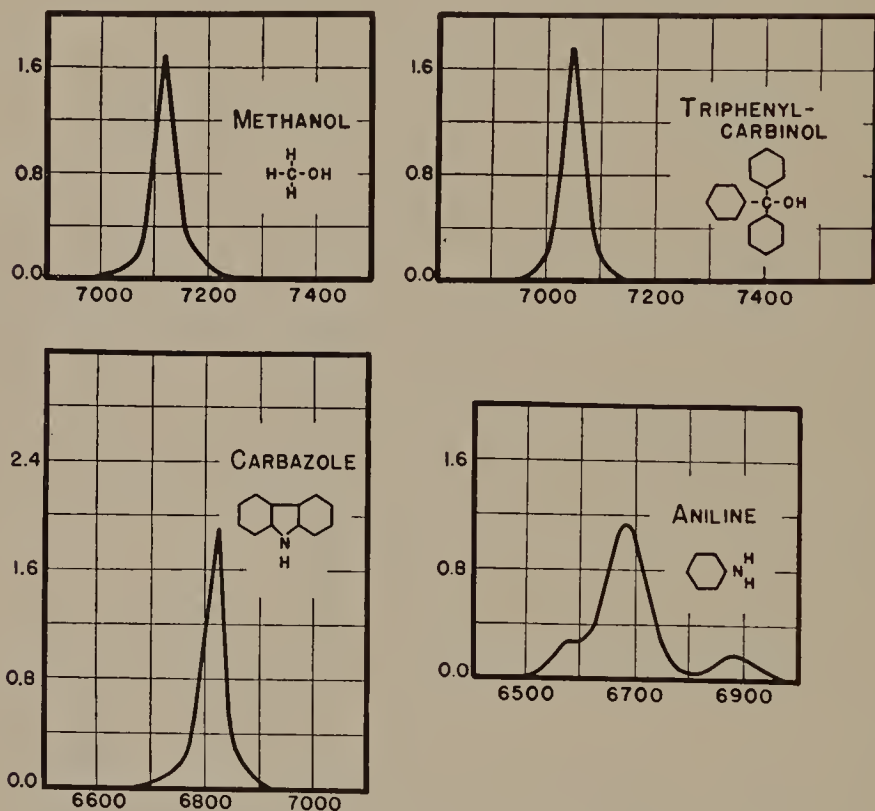 1.6
0.8
0.0
METHANOL
H
H-C-OH
H
7000 7200 7400
1.6
0.8
0.0
TRIPHENYL-
CARBINOL
-C-OH
7000 7200 7400
2.4
1.6
0.8
0.0
CARBAZOLE
N
H
6600 6800 7000
1.6
0.8
0.0
ANILINE
H
N
H
6500 6700 6900